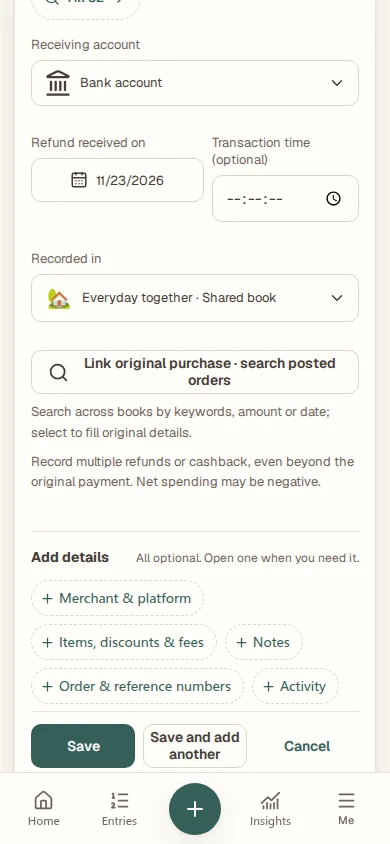 Receiving account
Bank account
Refund received on
Transaction time
(optional)
11/23/2026
--:--:--
Recorded in
Everyday together · Shared book
Link original purchase · search posted
orders
Search across books by keywords, amount or date;
select to fill original details.
Record multiple refunds or cashback, even beyond the
original payment. Net spending may be negative.
Add details
All optional. Open one when you need it.
+ Merchant & platform
+ Items, discounts & fees
+ Notes
+ Order & reference numbers
+ Activity
Save
Save and add
another
Cancel
Home
Entries
Insights
Me